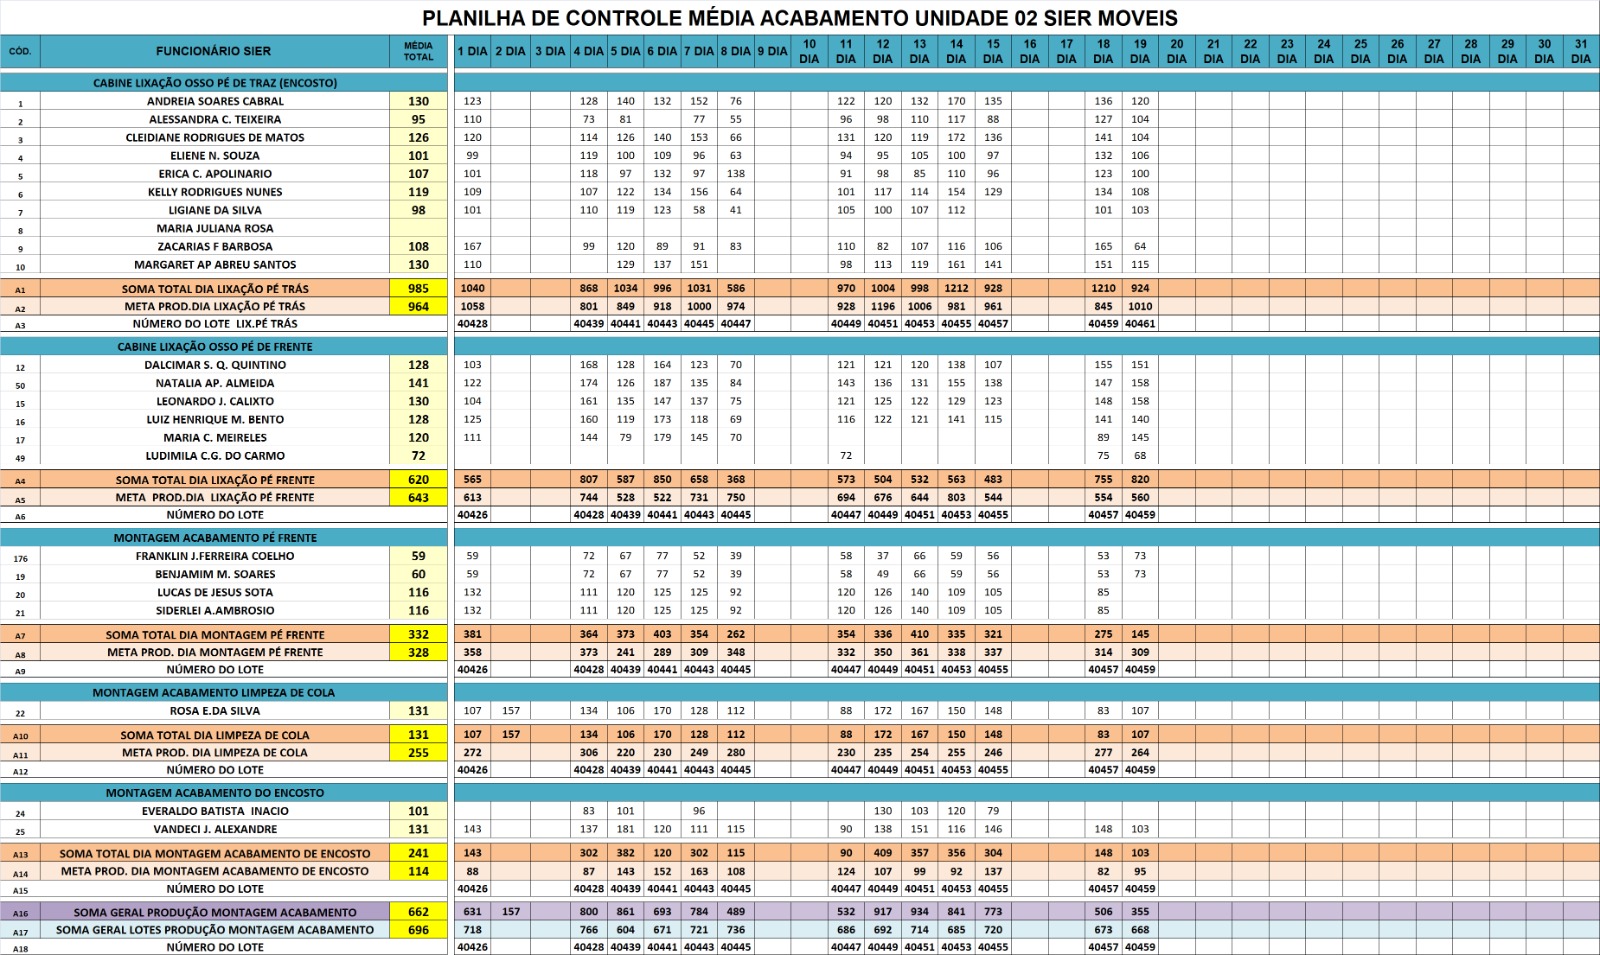 PLANILHA DE CONTROLE MÉDIA ACABAMENTO UNIDADE 02 SIER MOVEIS
CÓD. FUNCIONÁRIO SIER MÉDIA TOTAL 1 DIA 2 DIA 3 DIA 4 DIA 5 DIA 6 DIA 7 DIA 8 DIA 9 DIA 10 DIA 11 DIA 12 DIA 13 DIA 14 DIA 15 DIA 16 DIA 17 DIA 18 DIA 19 DIA 20 DIA 21 DIA 22 DIA 23 DIA 24 DIA 25 DIA 26 DIA 27 DIA 28 DIA 29 DIA 30 DIA 31 DIA
CABINE LIXAÇÃO OSSO PÉ DE TRAZ (ENCOSTO)
1 ANDREIA SOARES CABRAL 130 123 128 140 132 152 76 122 120 132 170 135 136 120
2 ALESSANDRA C. TEIXEIRA 95 110 73 81 77 55 96 98 110 117 88 127 104
3 CLEIDIANE RODRIGUES DE MATOS 126 120 114 126 140 153 66 131 120 119 172 136 141 104
4 ELIENE N. SOUZA 101 99 119 100 109 96 63 94 95 105 100 97 132 106
5 ERICA C. APOLINARIO 107 101 118 97 132 97 138 91 98 85 110 96 123 100
6 KELLY RODRIGUES NUNES 119 109 107 122 134 156 64 101 117 114 154 129 134 108
7 LIGIANE DA SILVA 98 101 110 119 123 58 41 105 100 107 112 101 103
8 MARIA JULIANA ROSA
9 ZACARIAS F BARBOSA 108 167 99 120 89 91 83 110 82 107 116 106 165 64
10 MARGARET AP ABREU SANTOS 130 110 129 137 151 98 113 119 161 141 151 115
A1 SOMA TOTAL DIA LIXAÇÃO PÉ TRÁS 985 1040 868 1034 996 1031 586 970 1004 998 1212 928 1210 924
A2 META PROD.DIA LIXAÇÃO PÉ TRÁS 964 1058 801 849 918 1000 974 928 1196 1006 981 961 845 1010
A3 NÚMERO DO LOTE LIX.PÉ TRÁS 40428 40439 40441 40443 40445 40447 40449 40451 40453 40455 40457 40459 40461
CABINE LIXAÇÃO OSSO PÉ DE FRENTE
12 DALCIMAR S. Q. QUINTINO 128 103 168 128 164 123 70 121 121 120 138 107 155 151
50 NATALIA AP. ALMEIDA 141 122 174 126 187 135 84 143 136 131 155 138 147 158
15 LEONARDO J. CALIXTO 130 104 161 135 147 137 75 121 125 122 129 123 148 158
16 LUIZ HENRIQUE M. BENTO 128 125 160 119 173 118 69 116 122 121 141 115 141 140
17 MARIA C. MEIRELES 120 111 144 79 179 145 70 89 145
49 LUDIMILA C.G. DO CARMO 72 72 75 68
A4 SOMA TOTAL DIA LIXAÇÃO PÉ FRENTE 620 565 807 587 850 658 368 573 504 532 563 483 755 820
A5 META PROD.DIA LIXAÇÃO PÉ FRENTE 643 613 744 528 522 731 750 694 676 644 803 544 554 560
A6 NÚMERO DO LOTE 40426 40428 40439 40441 40443 40445 40447 40449 40451 40453 40455 40457 40459
MONTAGEM ACABAMENTO PÉ FRENTE
176 FRANKLIN J.FERREIRA COELHO 59 59 72 67 77 52 39 58 37 66 59 56 53 73
19 BENJAMIM M. SOARES 60 59 72 67 77 52 39 58 49 66 59 56 53 73
20 LUCAS DE JESUS SOTA 116 132 111 120 125 125 92 120 126 140 109 105 85
21 SIDERLEI A.AMBROSIO 116 132 111 120 125 125 92 120 126 140 109 105 85
A7 SOMA TOTAL DIA MONTAGEM PÉ FRENTE 332 381 364 373 403 354 262 354 336 410 335 321 275 145
A8 META PROD. DIA MONTAGEM PÉ FRENTE 328 358 373 241 289 309 348 332 350 361 338 337 314 309
A9 NÚMERO DO LOTE 40426 40428 40439 40441 40443 40445 40447 40449 40451 40453 40455 40457 40459
MONTAGEM ACABAMENTO LIMPEZA DE COLA
22 ROSA E.DA SILVA 131 107 157 134 106 170 128 112 88 172 167 150 148 83 107
A10 SOMA TOTAL DIA LIMPEZA DE COLA 131 107 157 134 106 170 128 112 88 172 167 150 148 83 107
A11 META PROD. DIA LIMPEZA DE COLA 255 272 306 220 230 249 280 230 235 254 255 246 277 264
A12 NÚMERO DO LOTE 40426 40428 40439 40441 40443 40445 40447 40449 40451 40453 40455 40457 40459
MONTAGEM ACABAMENTO DO ENCOSTO
24 EVERALDO BATISTA INACIO 101 83 101 96 130 103 120 79
25 VANDECI J. ALEXANDRE 131 143 137 181 120 111 115 90 138 151 116 146 148 103
A13 SOMA TOTAL DIA MONTAGEM ACABAMENTO DE ENCOSTO 241 143 302 382 120 302 115 90 409 357 356 304 148 103
A14 META PROD. DIA MONTAGEM ACABAMENTO DE ENCOSTO 114 88 87 143 152 163 108 124 107 99 92 137 82 95
A15 NÚMERO DO LOTE 40426 40428 40439 40441 40443 40445 40447 40449 40451 40453 40455 40457 40459
A16 SOMA GERAL PRODUÇÃO MONTAGEM ACABAMENTO 662 631 157 800 861 693 784 489 532 917 934 841 773 506 355
A17 SOMA GERAL LOTES PRODUÇÃO MONTAGEM ACABAMENTO 696 718 766 604 671 721 736 686 692 714 685 720 673 668
A18 NÚMERO DO LOTE 40426 40428 40439 40441 40443 40445 40447 40449 40451 40453 40455 40457 40459